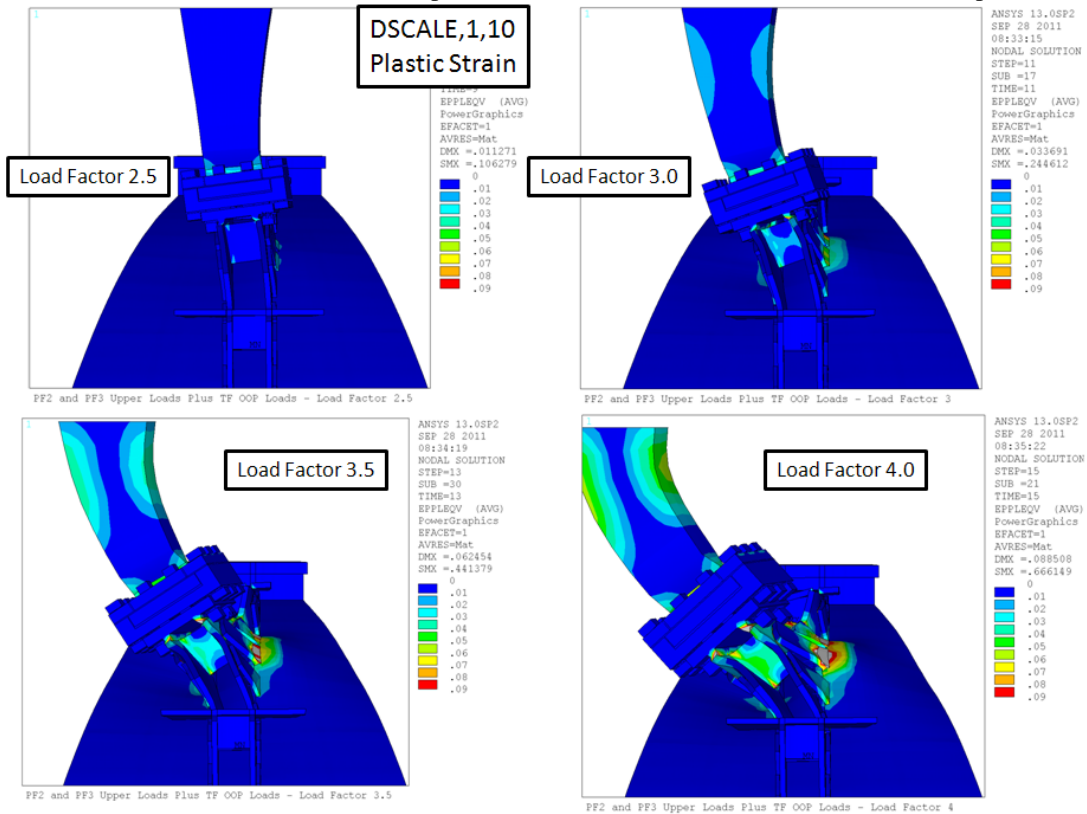 1
DSCALE,1,10
Plastic Strain
Load Factor 2.5
TIME=9
EPPLEQV (AVG)
PowerGraphics
EFACET=1
AVRES=Mat
DMX =.011271
SMX =.106279
0
.01
.02
.03
.04
.05
.06
.07
.08
.09
PF2 and PF3 Upper Loads Plus TF OOP Loads - Load Factor 2.5
1
Load Factor 3.0
ANSYS 13.0SP2
SEP 28 2011
08:33:15
NODAL SOLUTION
STEP=11
SUB =17
TIME=11
EPPLEQV (AVG)
PowerGraphics
EFACET=1
AVRES=Mat
DMX =.033691
SMX =.244612
0
.01
.02
.03
.04
.05
.06
.07
.08
.09
PF2 and PF3 Upper Loads Plus TF OOP Loads - Load Factor 3
1
Load Factor 3.5
ANSYS 13.0SP2
SEP 28 2011
08:34:19
NODAL SOLUTION
STEP=13
SUB =30
TIME=13
EPPLEQV (AVG)
PowerGraphics
EFACET=1
AVRES=Mat
DMX =.062454
SMX =.441379
0
.01
.02
.03
.04
.05
.06
.07
.08
.09
PF2 and PF3 Upper Loads Plus TF OOP Loads - Load Factor 3.5
1
Load Factor 4.0
ANSYS 13.0SP2
SEP 28 2011
08:35:22
NODAL SOLUTION
STEP=15
SUB =21
TIME=15
EPPLEQV (AVG)
PowerGraphics
EFACET=1
AVRES=Mat
DMX =.088508
SMX =.666149
0
.01
.02
.03
.04
.05
.06
.07
.08
.09
PF2 and PF3 Upper Loads Plus TF OOP Loads - Load Factor 4